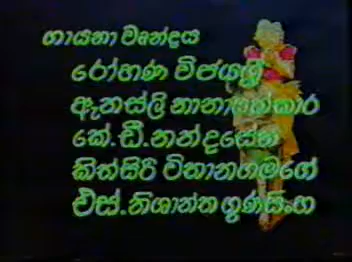 ගායනා වෘන්දය
රෝහණ විජයශ්‍රී
ඇනස්ලි නානායක්කාර
කේ.ඩී.නන්දසේන
කිත්සිරි විතානගමගේ
එස්.නිශාන්ත ගුණසිංහ